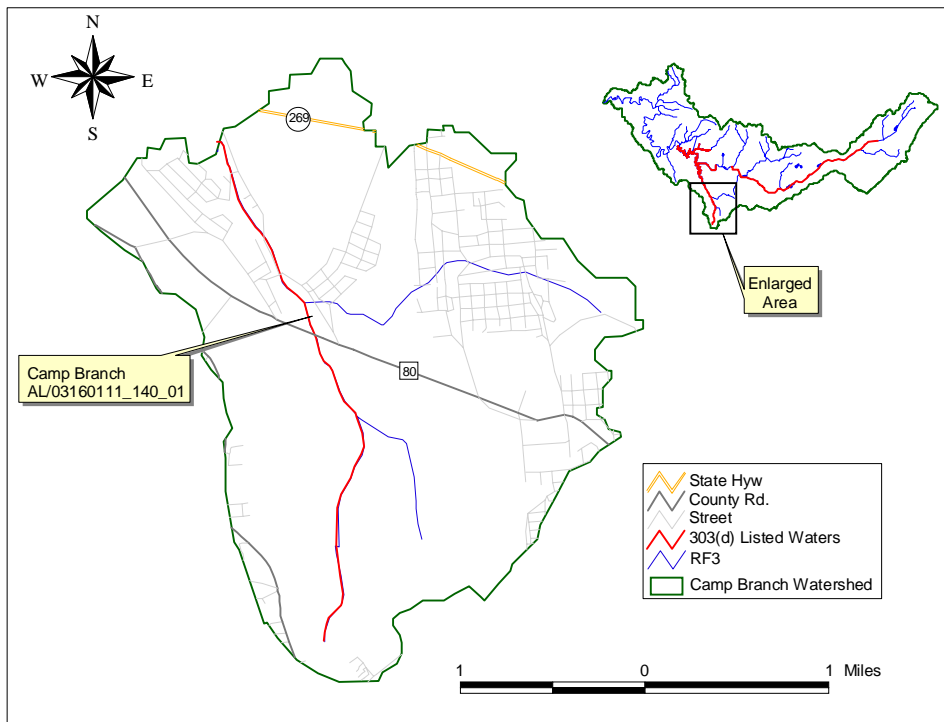 N
W E
S
269
Enlarged
Area
Camp Branch
AL/03160111_140_01
80
State Hyw
County Rd.
Street
303(d) Listed Waters
RF3
Camp Branch Watershed
1 0 1 Miles